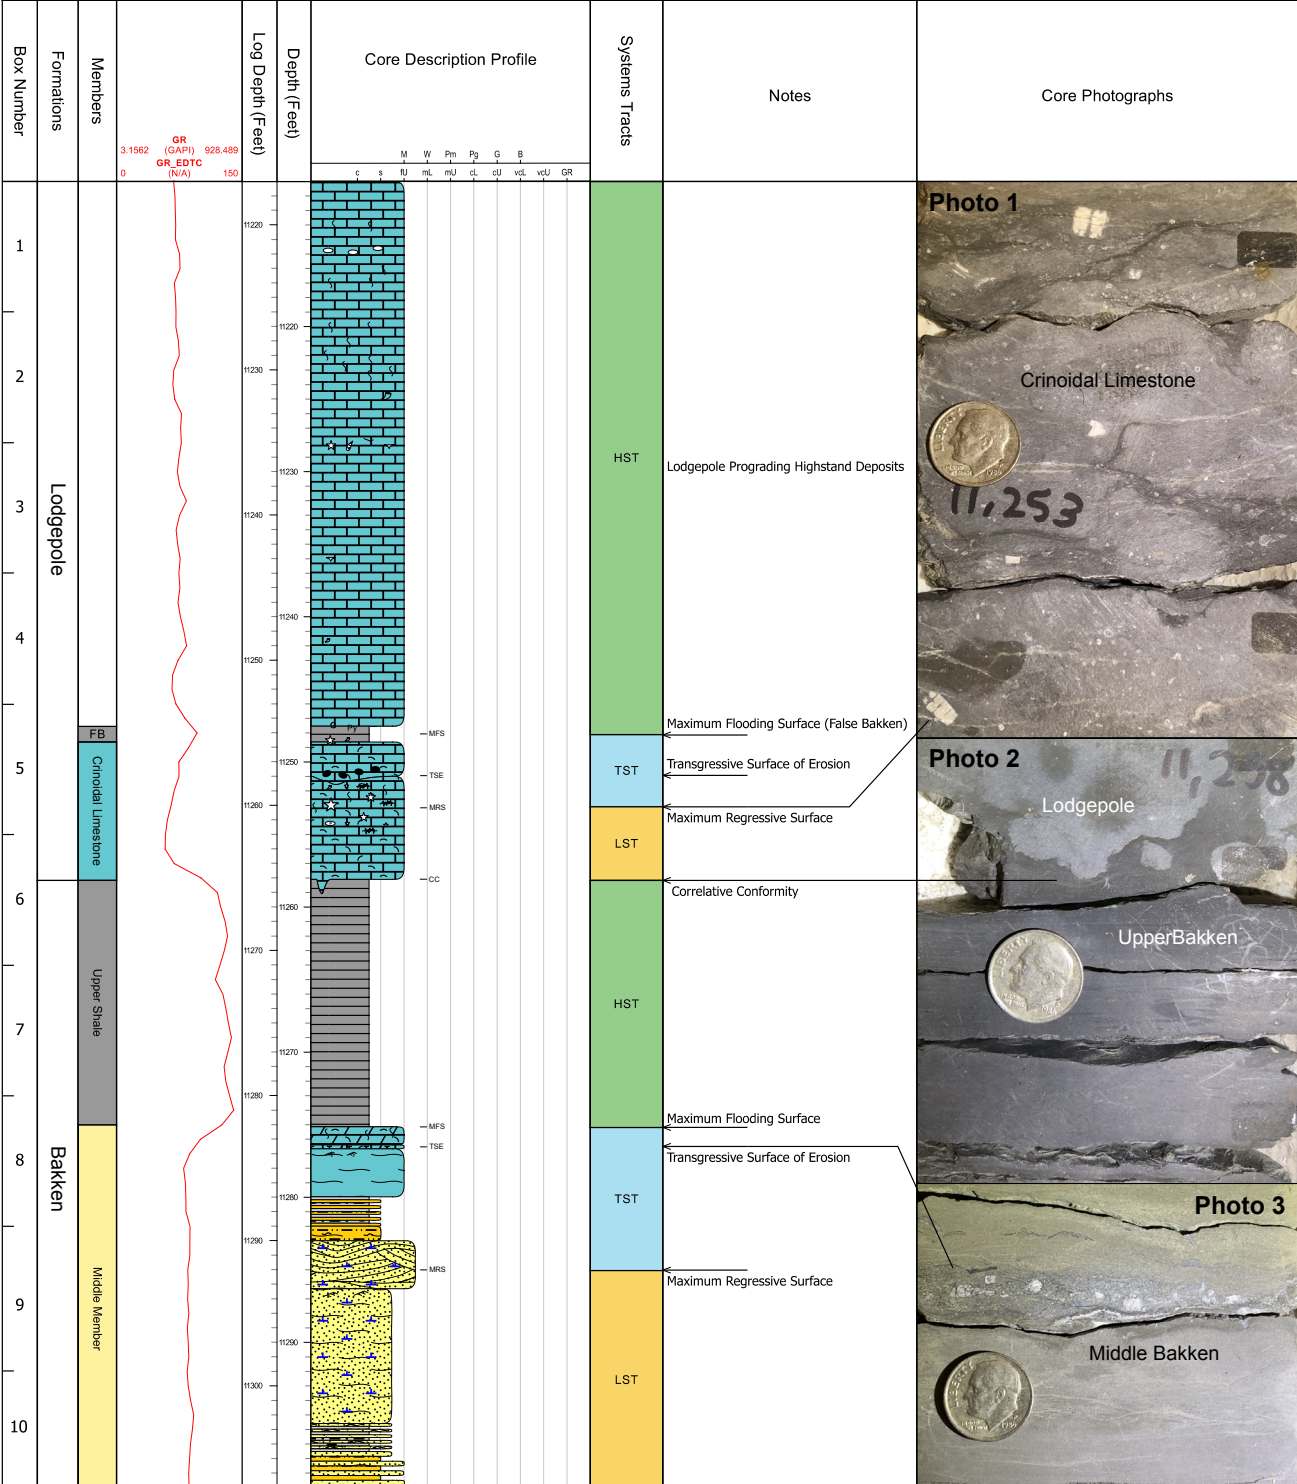 Box Number
Formations
Members
GR
3.1562 (GAPI) 928.489
GR_EDTC
0 (N/A) 150
Log Depth (Feet)
Depth (Feet)
Core Description Profile
M W Pm Pg G B
c s fU mL mU cL cU vcL vcU GR
Systems Tracts
Notes
Core Photographs
1
2
3
4
5
6
7
8
9
10
Lodgepole
Bakken
FB
Crinoidal Limestone
Upper Shale
Middle Member
11220
11230
11240
11250
11260
11270
11280
11290
11300
11220
11230
11240
11250
11260
11270
11280
11290
Py
MFS
TSE
MRS
CC
MFS
TSE
MRS
HST
TST
LST
HST
TST
LST
Lodgepole Prograding Highstand Deposits
Maximum Flooding Surface (False Bakken)
Transgressive Surface of Erosion
Maximum Regressive Surface
Correlative Conformity
Maximum Flooding Surface
Transgressive Surface of Erosion
Maximum Regressive Surface
Photo 1
Crinoidal Limestone
LIBERTY
11,253
Photo 2
11,258
Lodgepole
UpperBakken
LIBERTY
Photo 3
Middle Bakken
LIBERTY